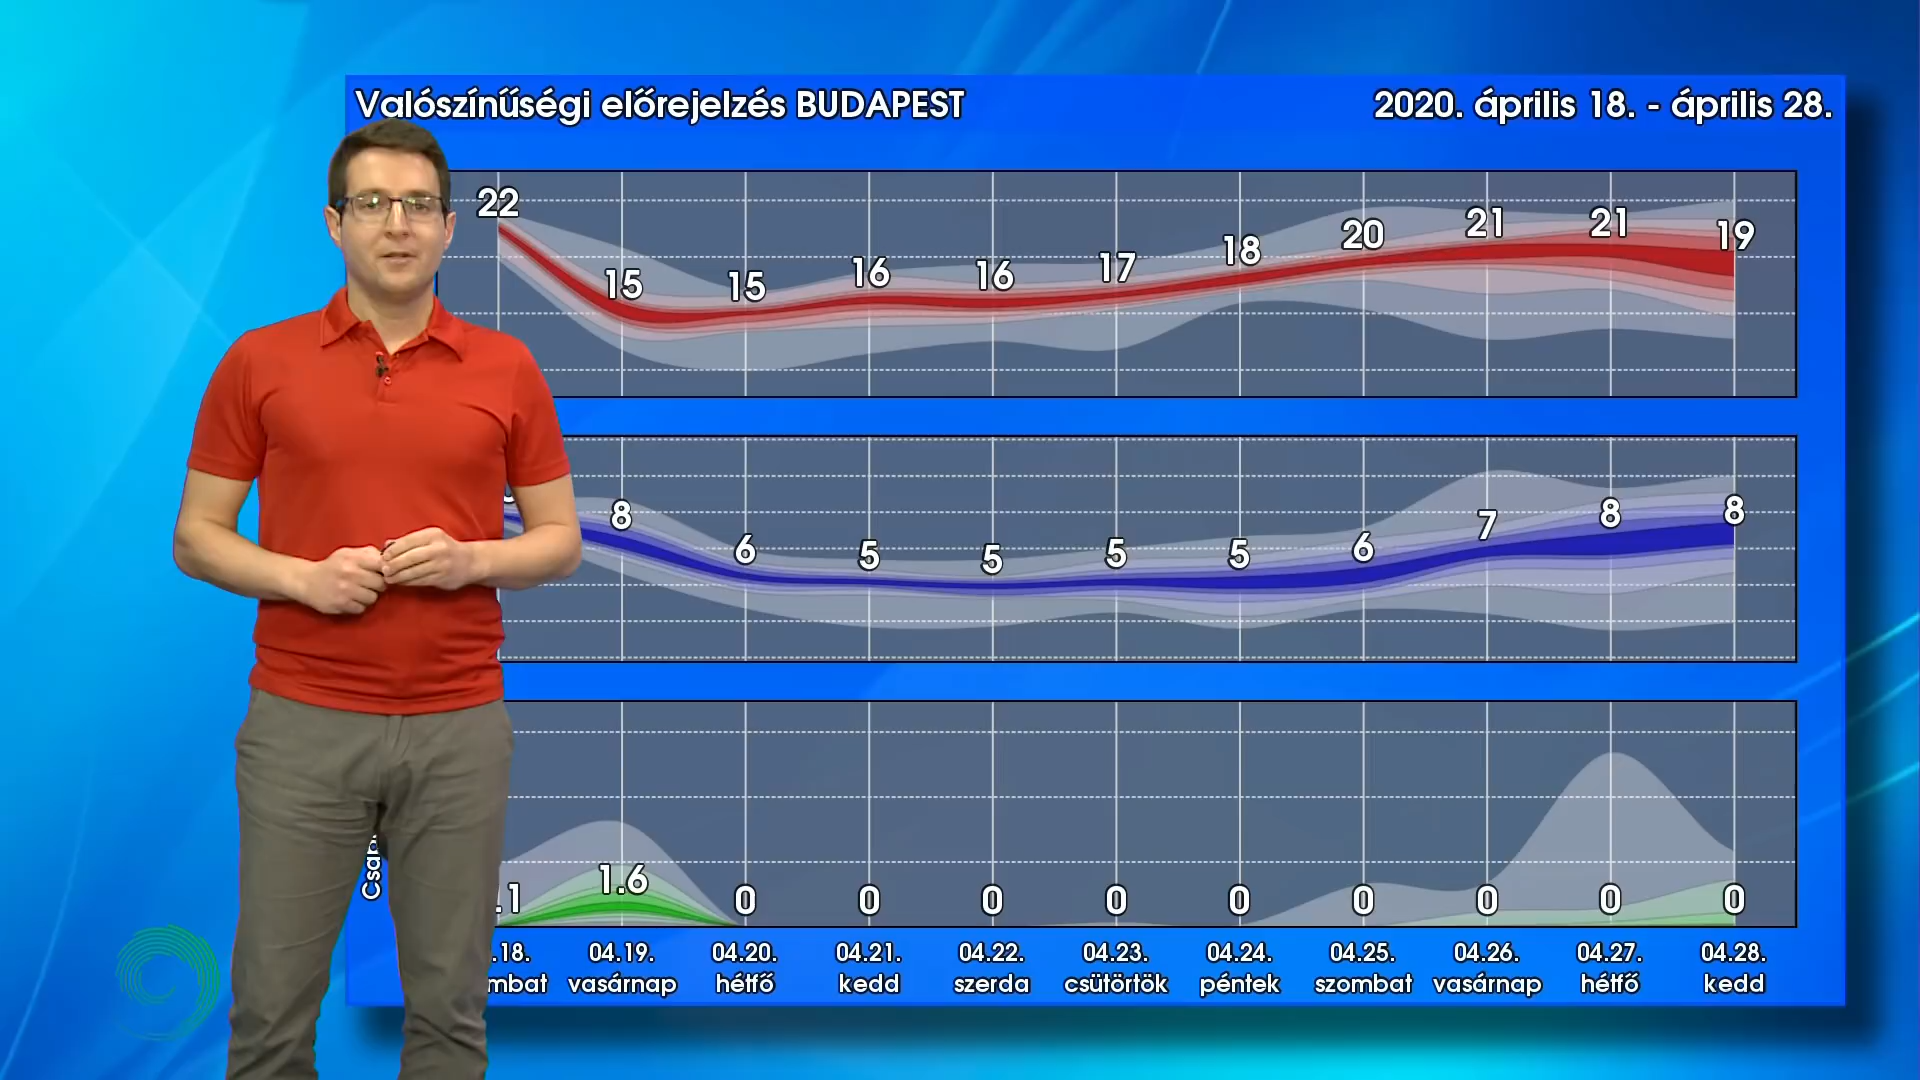 Valószínűségi előrejelzés BUDAPEST
2020. április 18. - április 28.
22 15 15 16 16 17 18 20 21 21 19
8 6 5 5 5 5 6 7 8 8
.1 1.6 0 0 0 0 0 0 0 0 0
.18. 04.19. 04.20. 04.21. 04.22. 04.23. 04.24. 04.25. 04.26. 04.27. 04.28.
mbat vasárnap hétfő kedd szerda csütörtök péntek szombat vasárnap hétfő kedd